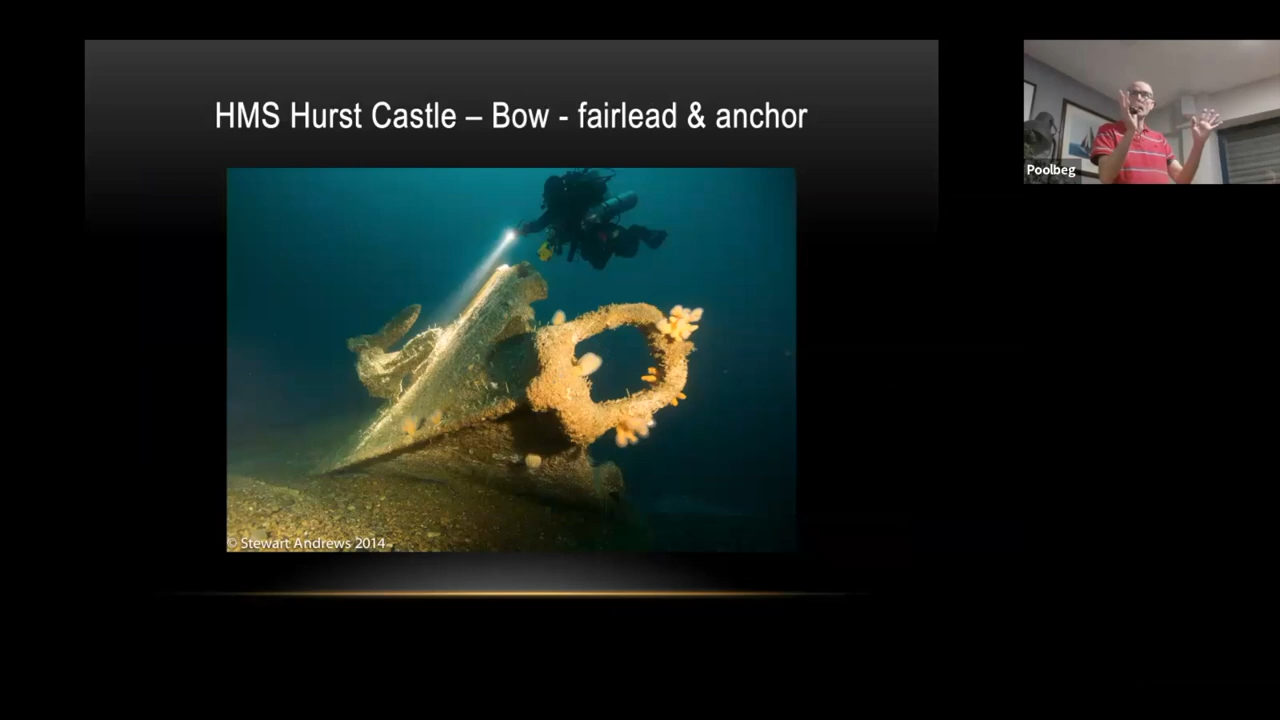 HMS Hurst Castle – Bow - fairlead & anchor
Poolbeg
© Stewart Andrews 2014